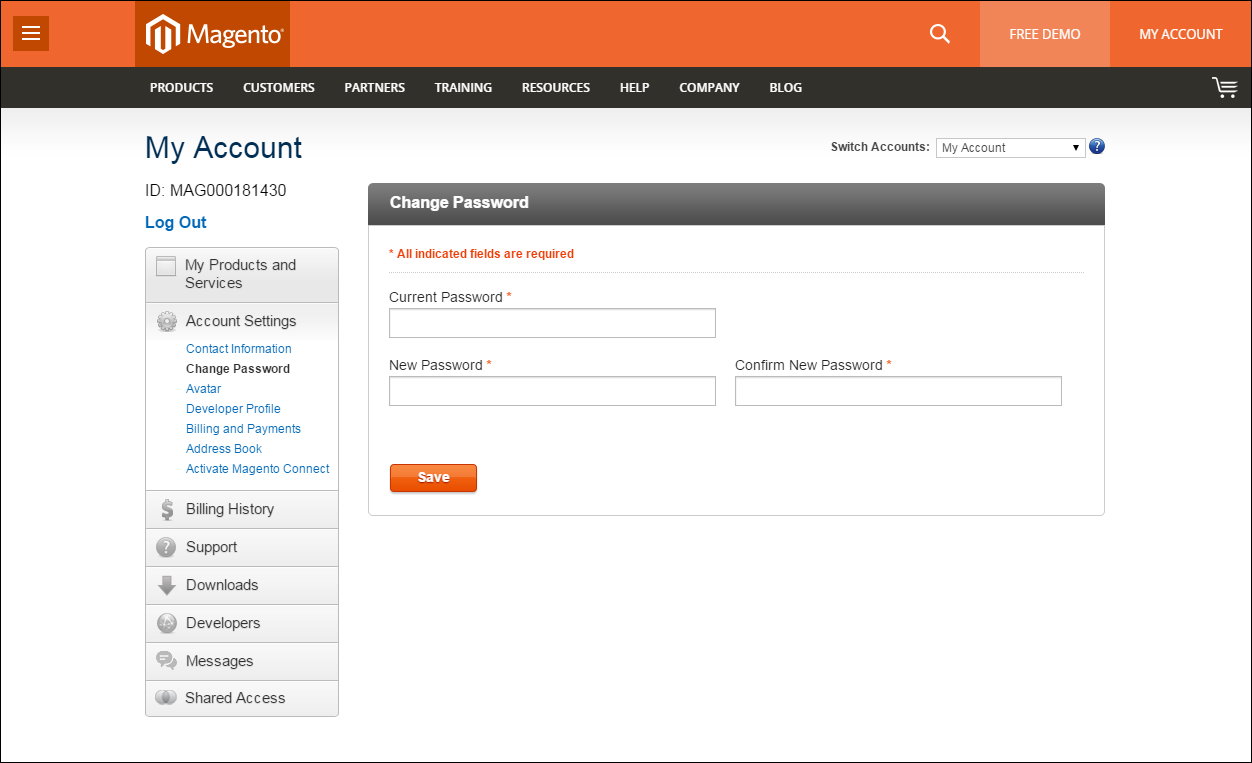 Magento
FREE DEMO
MY ACCOUNT
PRODUCTS CUSTOMERS PARTNERS TRAINING RESOURCES HELP COMPANY BLOG
My Account
Switch Accounts: My Account ?
ID: MAG000181430
Log Out
My Products and
Services
Account Settings
Contact Information
Change Password
Avatar
Developer Profile
Billing and Payments
Address Book
Activate Magento Connect
$ Billing History
? Support
Downloads
Developers
Messages
Shared Access
Change Password
* All indicated fields are required
Current Password *
New Password *
Confirm New Password *
Save